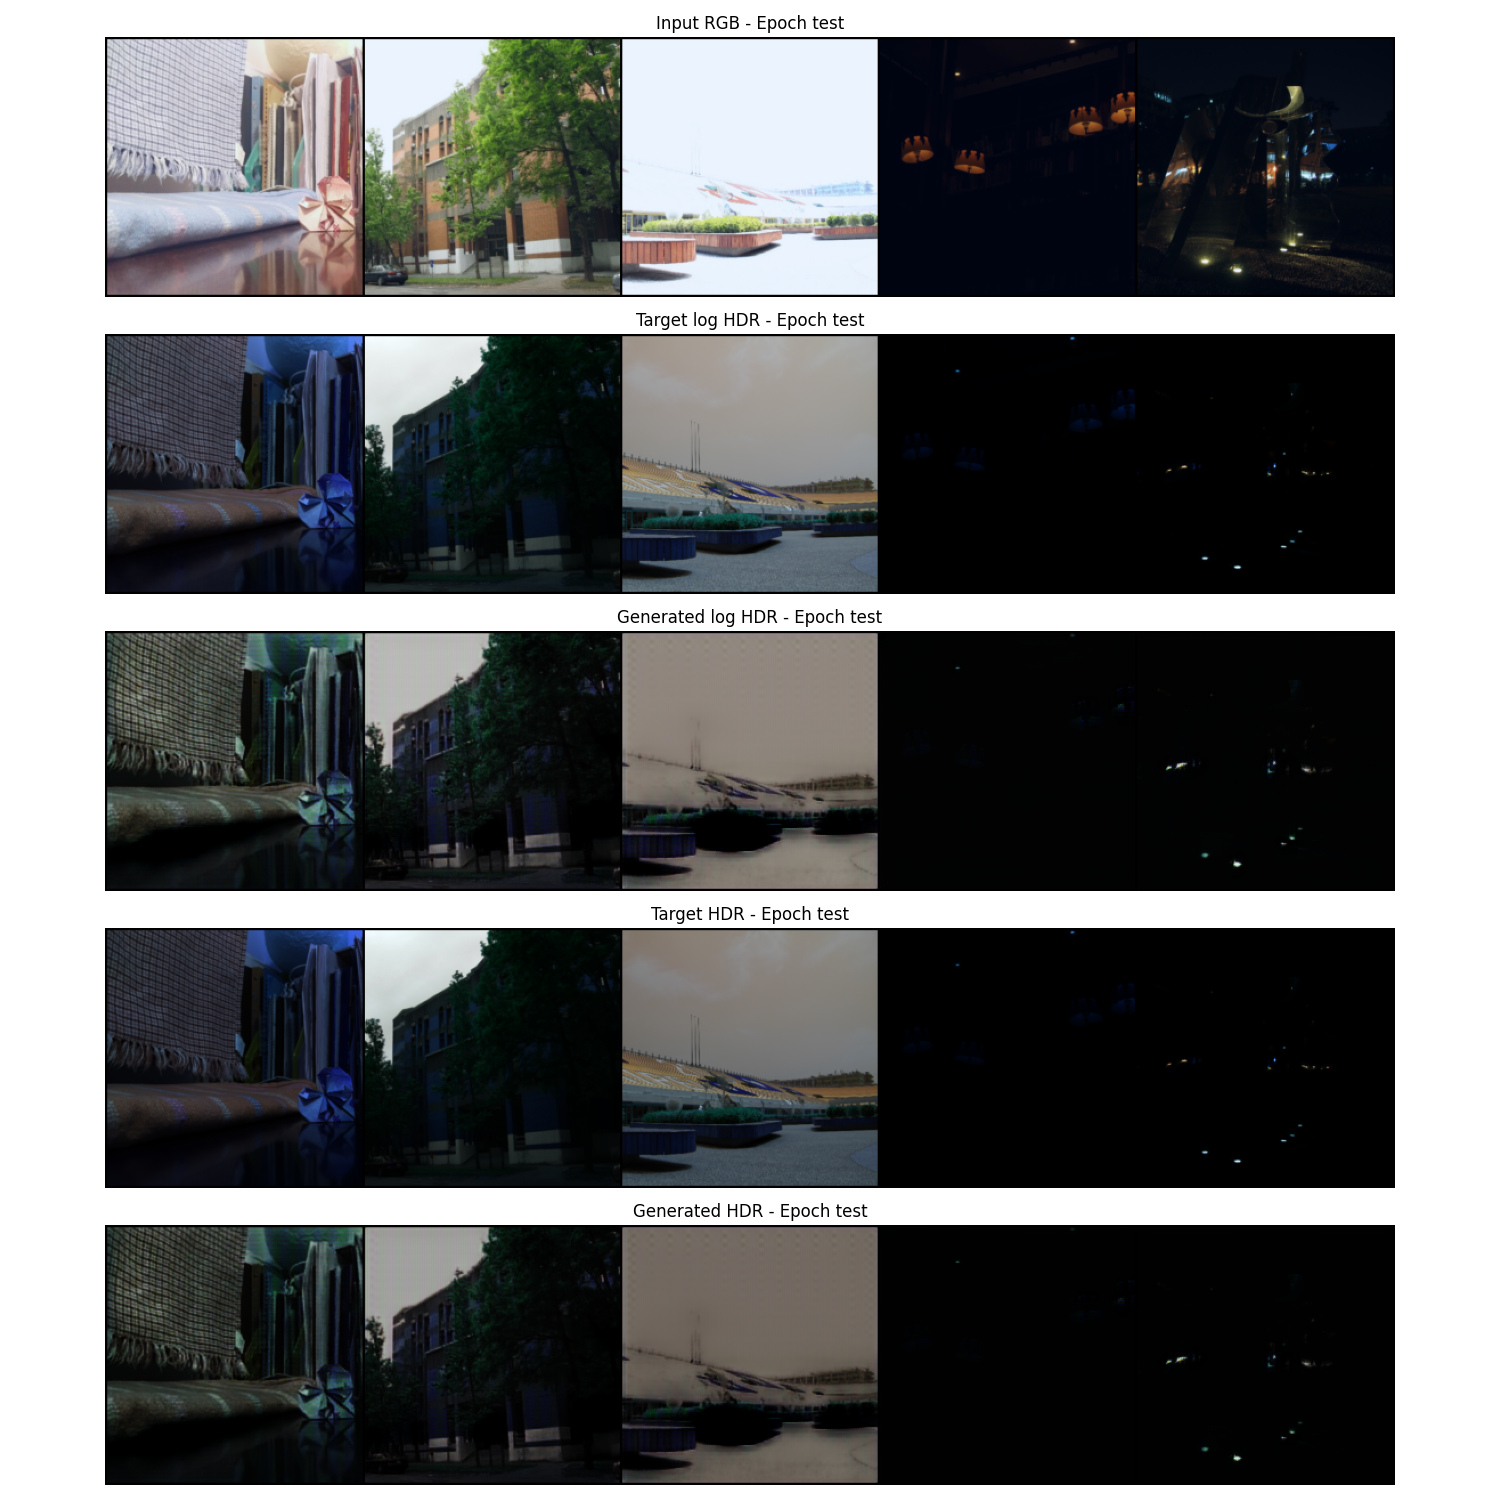 Input RGB - Epoch test
Target log HDR - Epoch test
Generated log HDR - Epoch test
Target HDR - Epoch test
Generated HDR - Epoch test